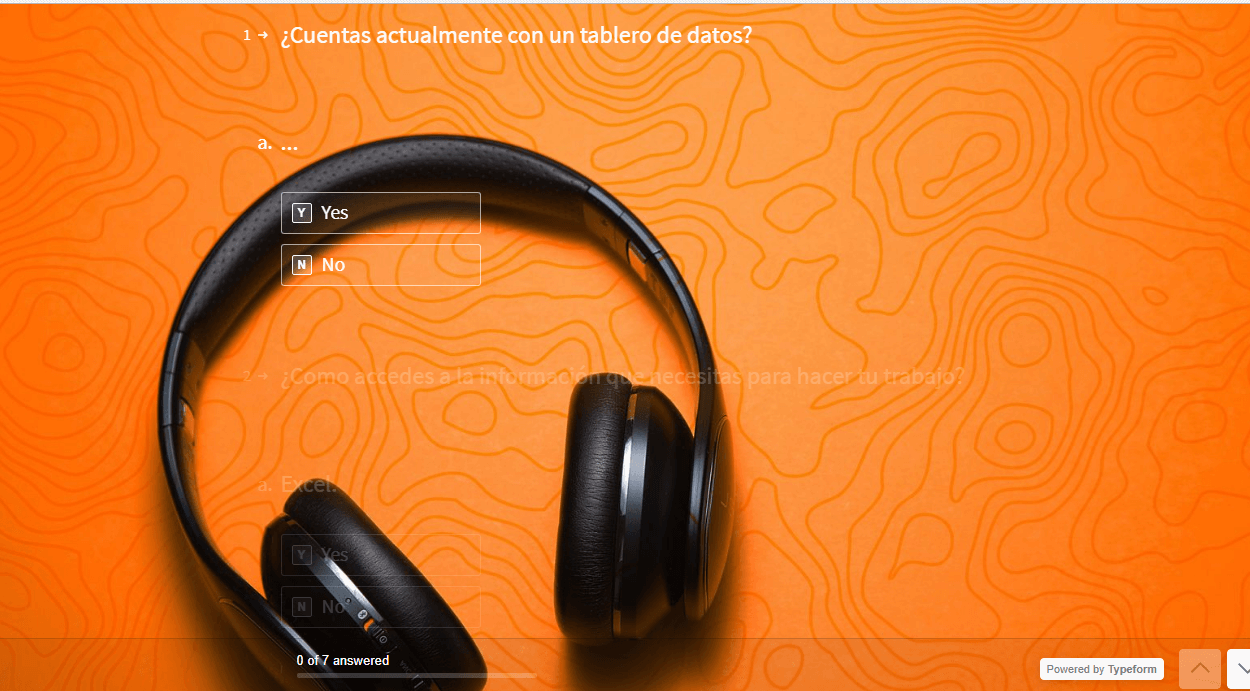 1 → ¿Cuentas actualmente con un tablero de datos?
a. ...
Y Yes
N No
2 → ¿Como accedes a la información que necesitas para hacer tu trabajo?
a. Excel.
Y Yes
N No
0 of 7 answered
Powered by Typeform